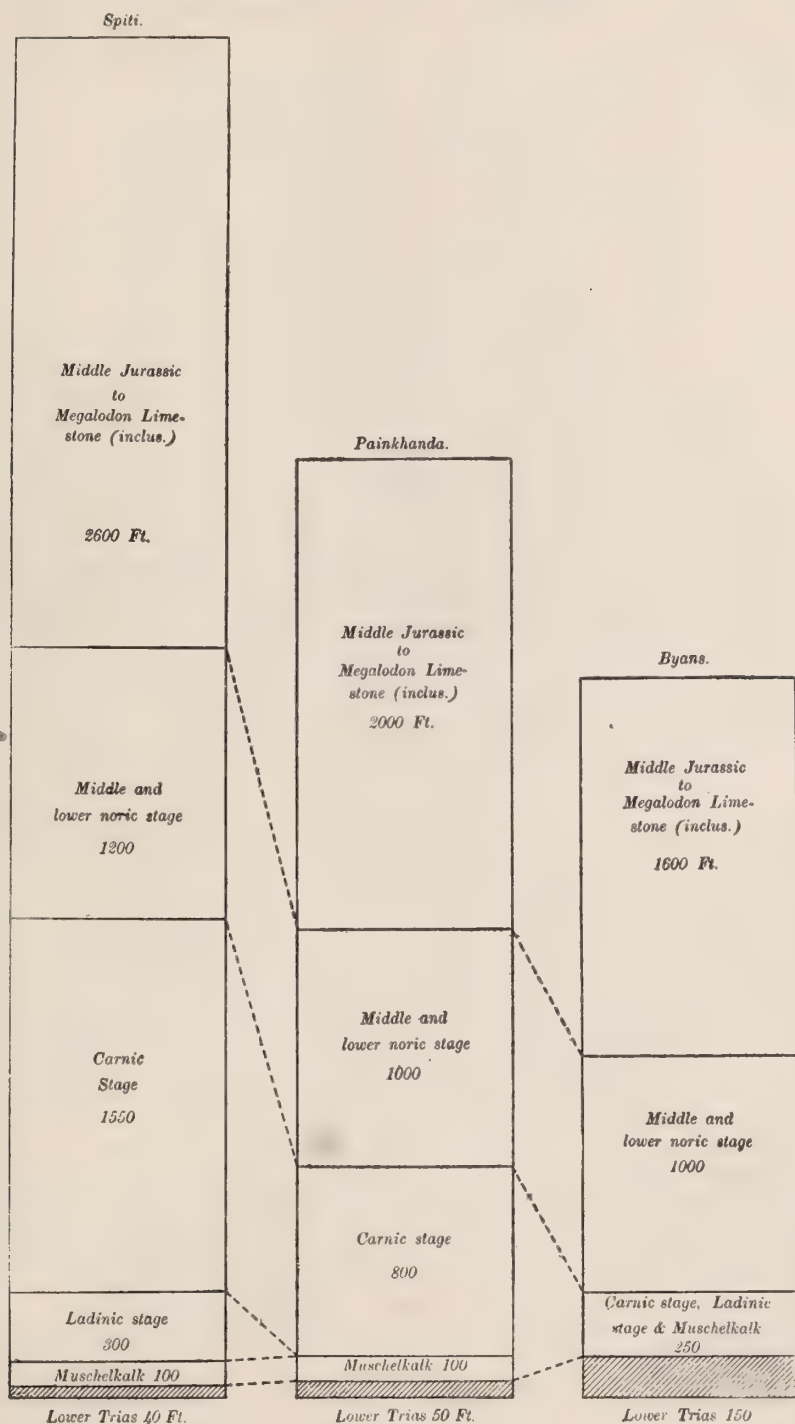 Spiti.
Middle Jurassic
to
Megalodon Lime-
stone (inclus.)
2600 Ft.
Middle and
lower noric stage
1200
Carnic
Stage
1550
Ladinic stage
300
Muschelkalk 100
Lower Trias 40 Ft.
Painkhanda.
Middle Jurassic
to
Megalodon Lime-
stone (inclus.)
2000 Ft.
Middle and
lower noric stage
1000
Carnic stage
800
Muschelkalk 100
Lower Trias 50 Ft.
Byans.
Middle Jurassic
to
Megalodon Lime-
stone (inclus.)
1600 Ft.
Middle and
lower noric stage
1000
Carnic stage, Ladinic
stage & Muschelkalk
250
Lower Trias 150